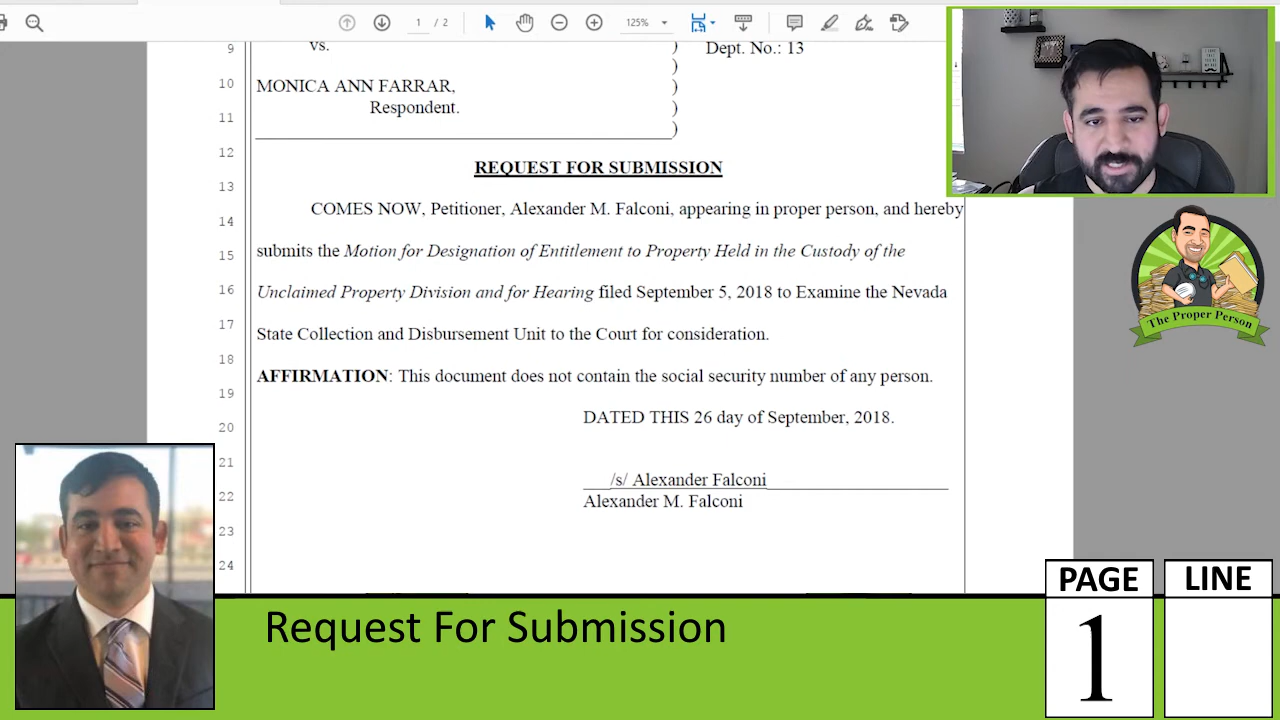 1 / 2
125%
9 vs. ) Dept. No.: 13
)
10 MONICA ANN FARRAR, )
Respondent. )
11 )
12
REQUEST FOR SUBMISSION
13
14 COMES NOW, Petitioner, Alexander M. Falconi, appearing in proper person, and hereby
15 submits the Motion for Designation of Entitlement to Property Held in the Custody of the
16 Unclaimed Property Division and for Hearing filed September 5, 2018 to Examine the Nevada
17 State Collection and Disbursement Unit to the Court for consideration.
18 AFFIRMATION: This document does not contain the social security number of any person.
19
20 DATED THIS 26 day of September, 2018.
21
/s/ Alexander Falconi
22 Alexander M. Falconi
23
24
The Proper Person
Request For Submission
PAGE LINE
1